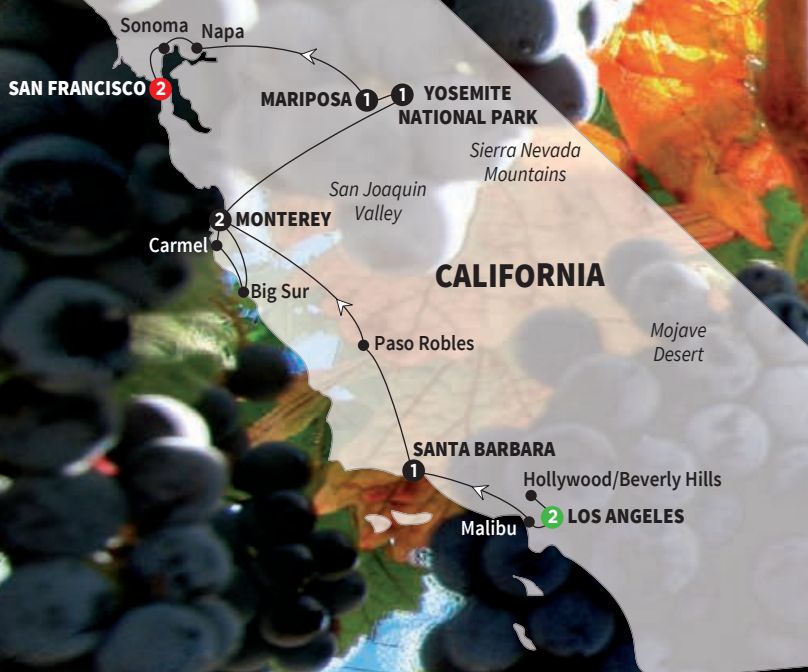 Sonoma
Napa
SAN FRANCISCO 2
MARIPOSA 1
1 YOSEMITE
NATIONAL PARK
Sierra Nevada
Mountains
San Joaquin
Valley
2 MONTEREY
Carmel
CALIFORNIA
Big Sur
Mojave
Desert
Paso Robles
SANTA BARBARA
1
Hollywood/Beverly Hills
2 LOS ANGELES
Malibu